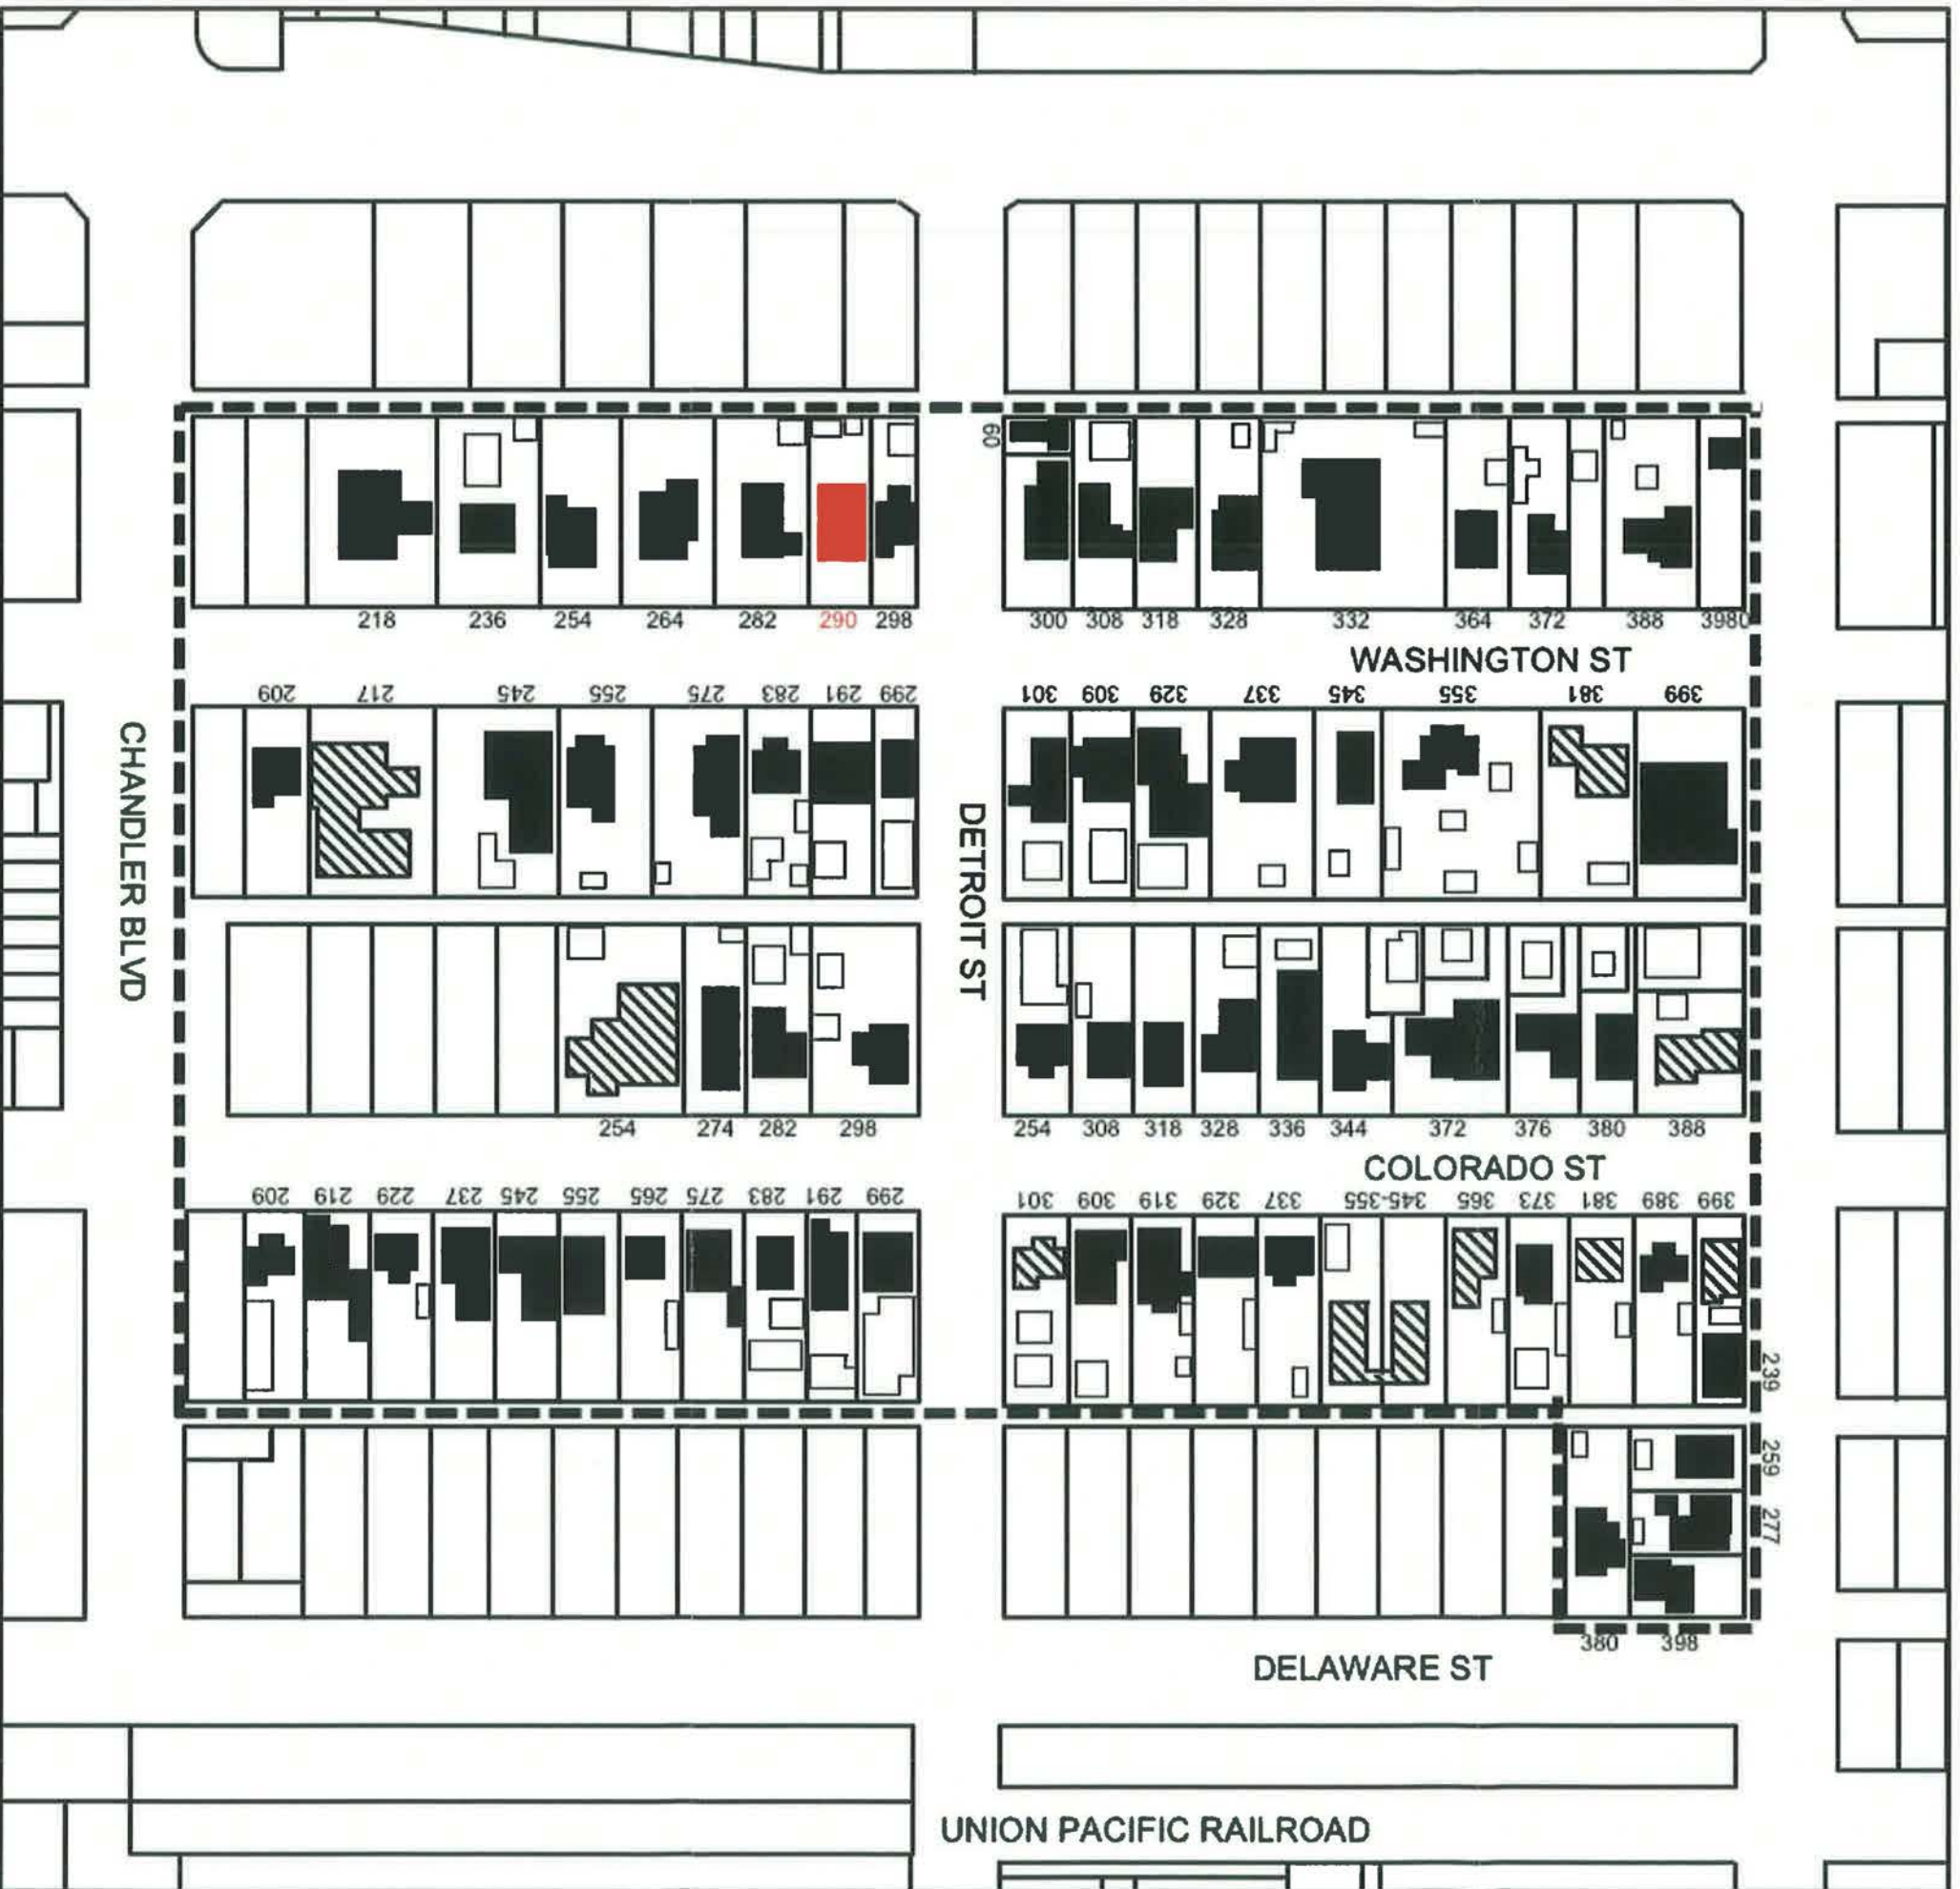 60
218 236 254 264 282 290 298 300 308 318 328 332 364 372 388 3980
WASHINGTON ST
209 217 245 255 275 283 291 299 301 309 329 337 345 355 381 399
CHANDLER BLVD
DETROIT ST
254 274 282 298 254 308 318 328 336 344 372 376 380 388
COLORADO ST
209 219 229 237 245 255 265 275 283 291 299 301 309 319 329 337 345-355 365 373 381 389 399
239
259
277
380 398
DELAWARE ST
UNION PACIFIC RAILROAD